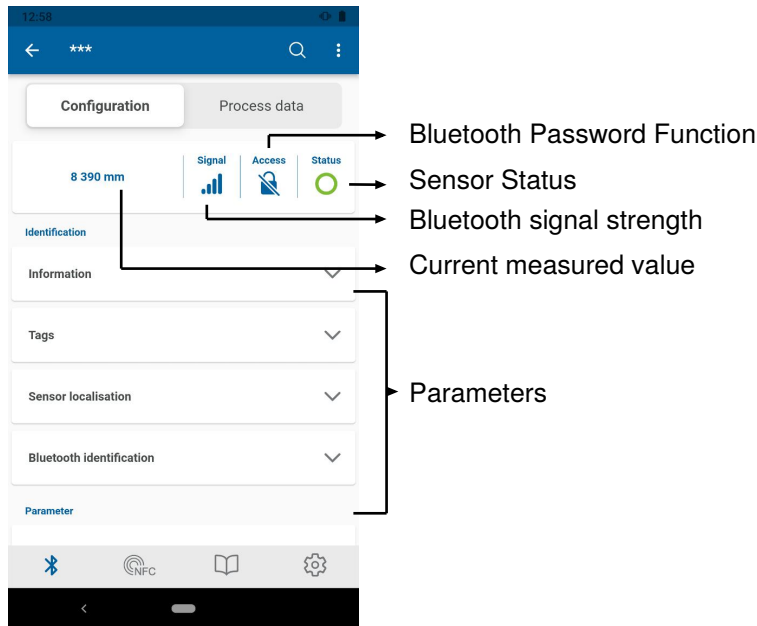 12:58
***
Configuration
Process data
Bluetooth Password Function
Signal
Access
Status
8 390 mm
Sensor Status
Bluetooth signal strength
Identification
Current measured value
Information
Tags
Sensor localisation
Parameters
Bluetooth identification
Parameter
NFC